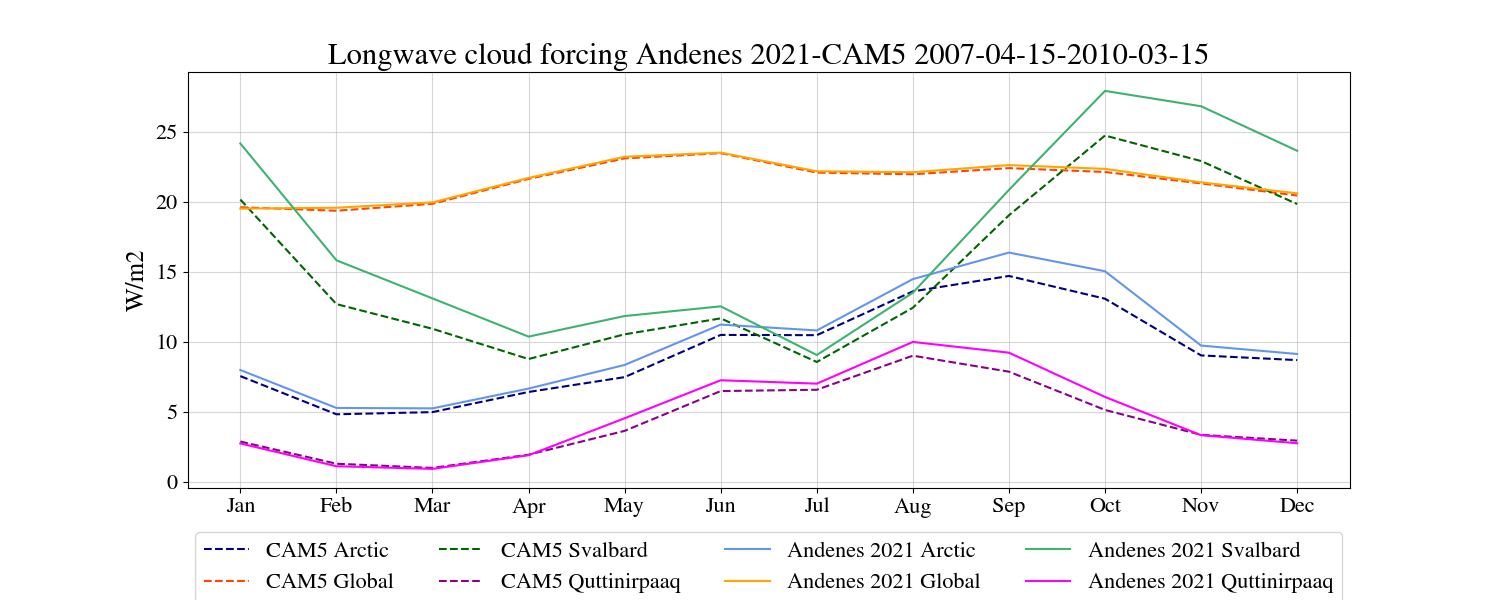 Longwave cloud forcing Andenes 2021-CAM5 2007-04-15-2010-03-15
W/m2
25
20
15
10
5
0
Jan Feb Mar Apr May Jun Jul Aug Sep Oct Nov Dec
CAM5 Arctic CAM5 Svalbard Andenes 2021 Arctic Andenes 2021 Svalbard
CAM5 Global CAM5 Quttinirpaaq Andenes 2021 Global Andenes 2021 Quttinirpaaq